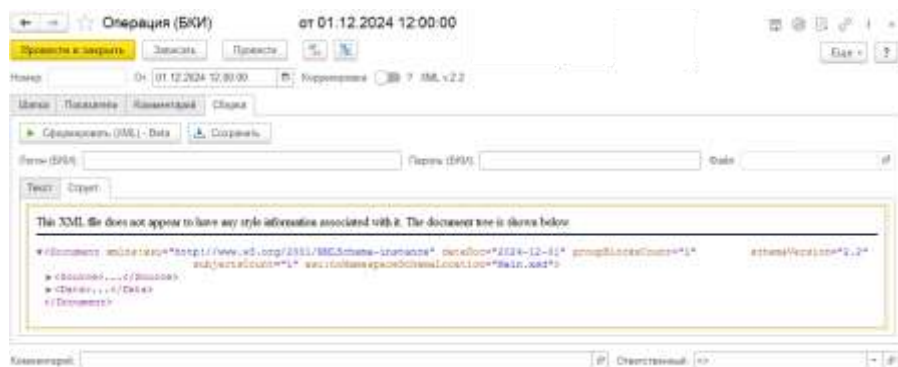 Операция (БКИ) от 01.12.2024 12:00:00
Провести и закрыть Записать Провести Еще ?
Номер: От: 01.12.2024 12:00:00 Корректировка ? XML v.2.2
Шапка Показатели Комментарий Сборка
Сформировать (XML) - Beta Сохранить
Логин (БКИ): Пароль (БКИ): Файл:
Текст Структ
This XML file does not appear to have any style information associated with it. The document tree is shown below.
▼<Document xmlns:xsi="http://www.w3.org/2001/XMLSchema-instance" dateDoc="2024-12-01" groupBlocksCount="1" schemaVersion="2.2"
subjectsCount="1" xsi:noNamespaceSchemaLocation="Main.xsd">
▶<Source>...</Source>
▶<Data>...</Data>
</Document>
Комментарий: Ответственный: <>